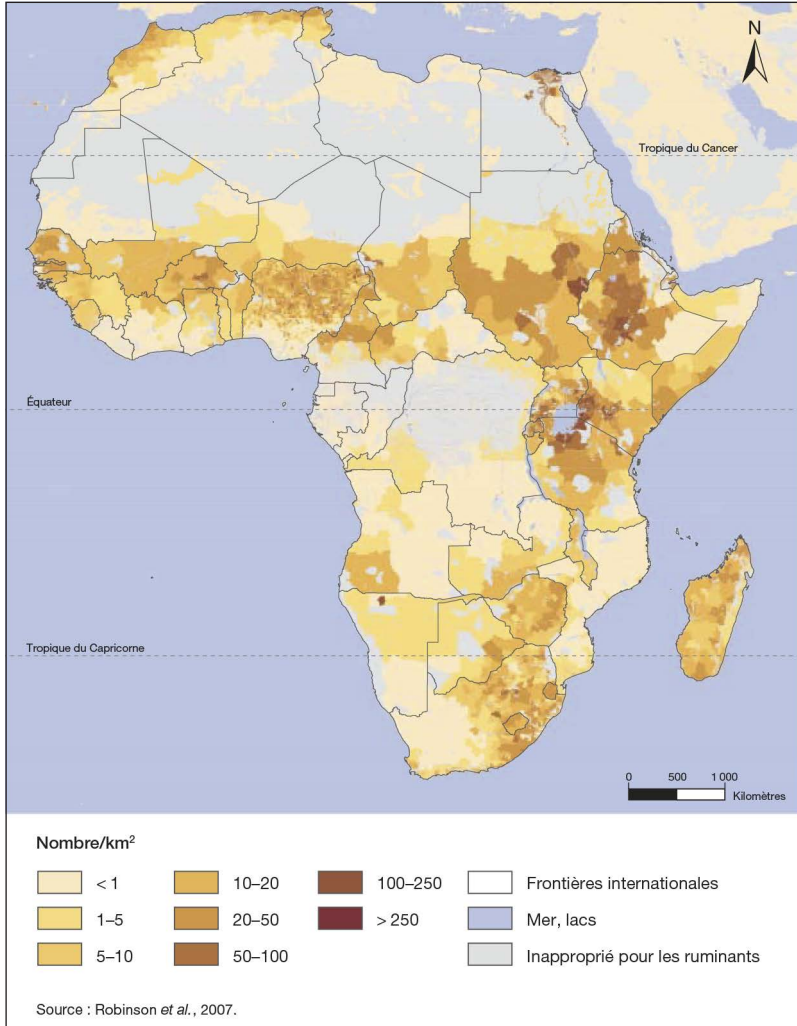 N
Tropique du Cancer
Équateur
Tropique du Capricorne
0 500 1 000
Kilomètres
Nombre/km²
< 1
1–5
5–10
10–20
20–50
50–100
100–250
> 250
Frontières internationales
Mer, lacs
Inapproprié pour les ruminants
Source : Robinson et al., 2007.